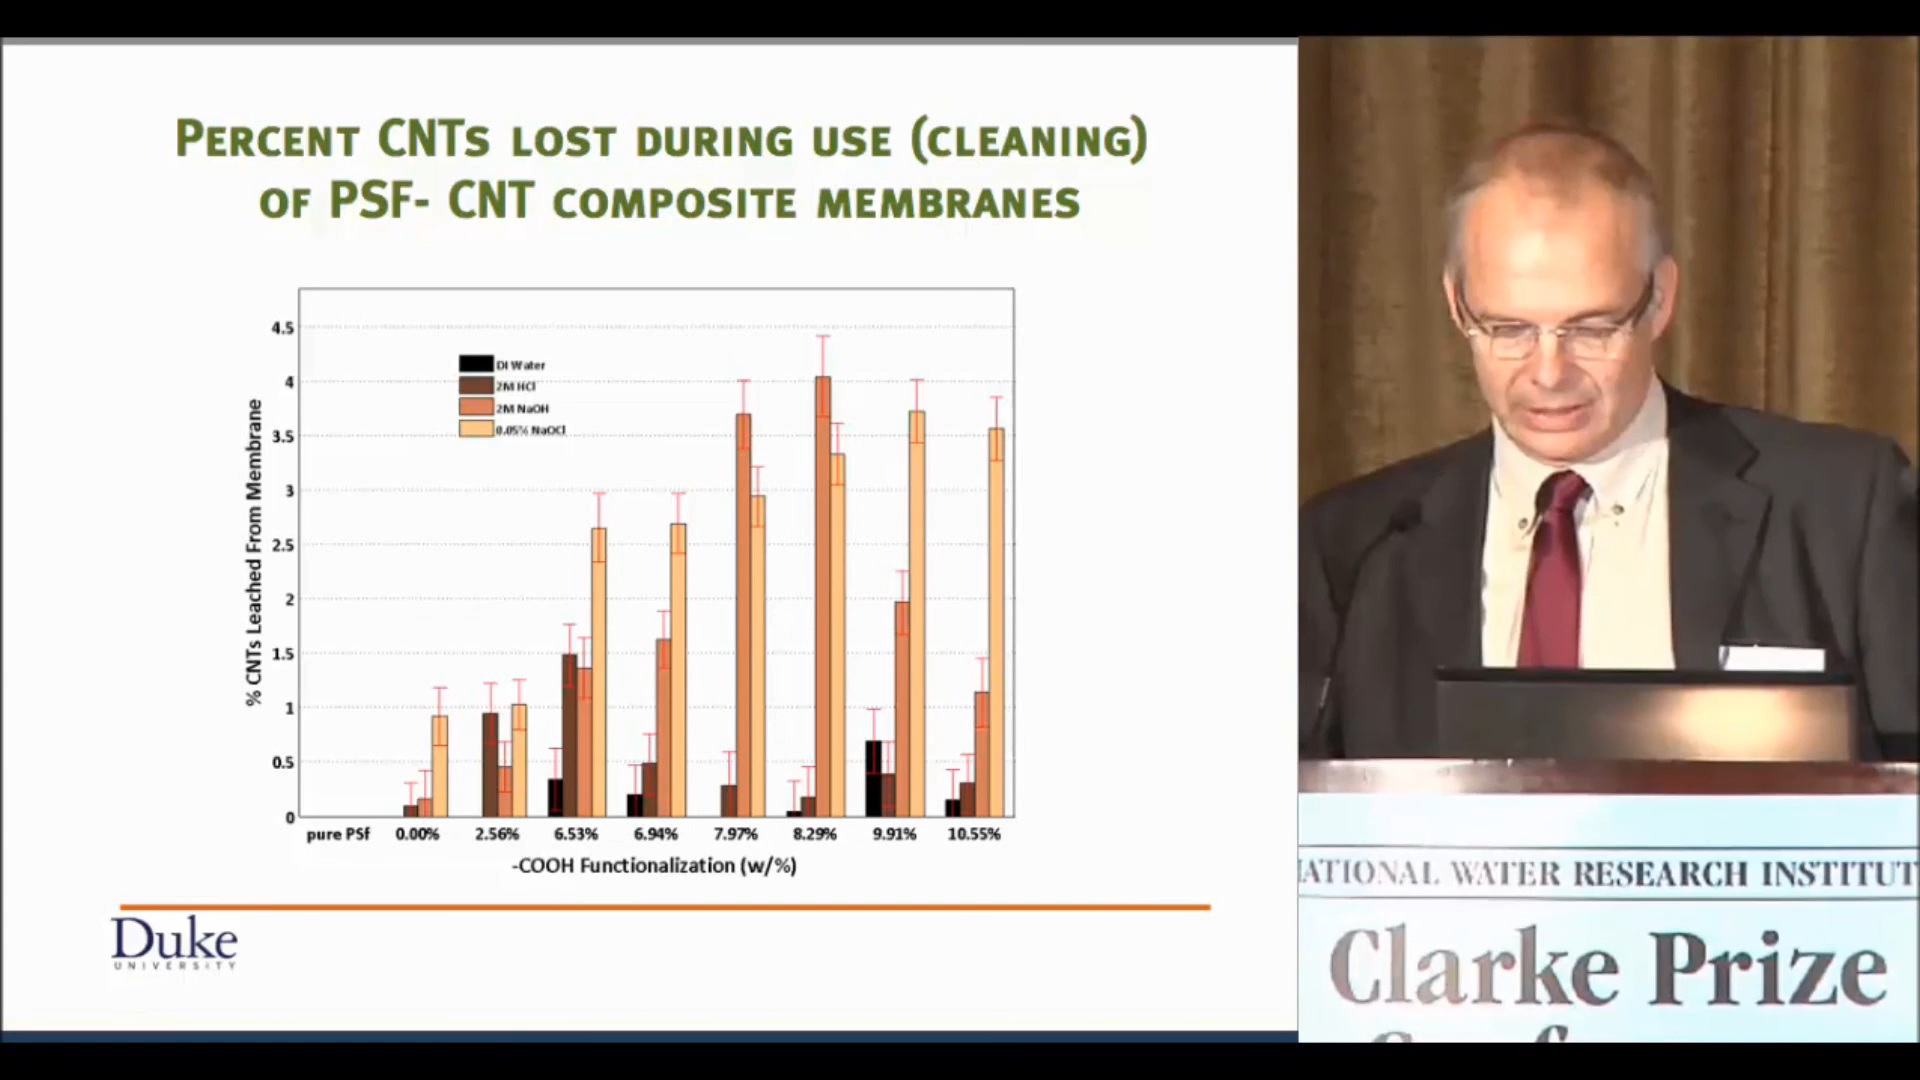 PERCENT CNTS LOST DURING USE (CLEANING)
OF PSF- CNT COMPOSITE MEMBRANES
% CNTs Leached From Membrane
4.5
4
3.5
3
2.5
2
1.5
1
0.5
0
DI Water
2M HCl
2M NaOH
0.05% NaOCl
pure PSf 0.00% 2.56% 6.53% 6.94% 7.97% 8.29% 9.91% 10.55%
-COOH Functionalization (w/%)
Duke
UNIVERSITY
ATIONAL WATER RESEARCH INSTITUT
Clarke Prize